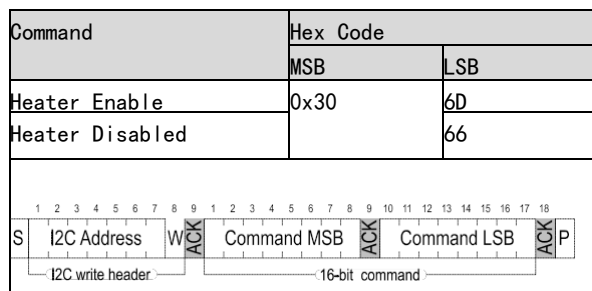 Command Hex Code
MSB LSB
Heater Enable 0x30 6D
Heater Disabled 66
1 2 3 4 5 6 7 8 9 1 2 3 4 5 6 7 8 9 10 11 12 13 14 15 16 17 18
S I2C Address W ACK Command MSB ACK Command LSB ACK P
I2C write header 16-bit command